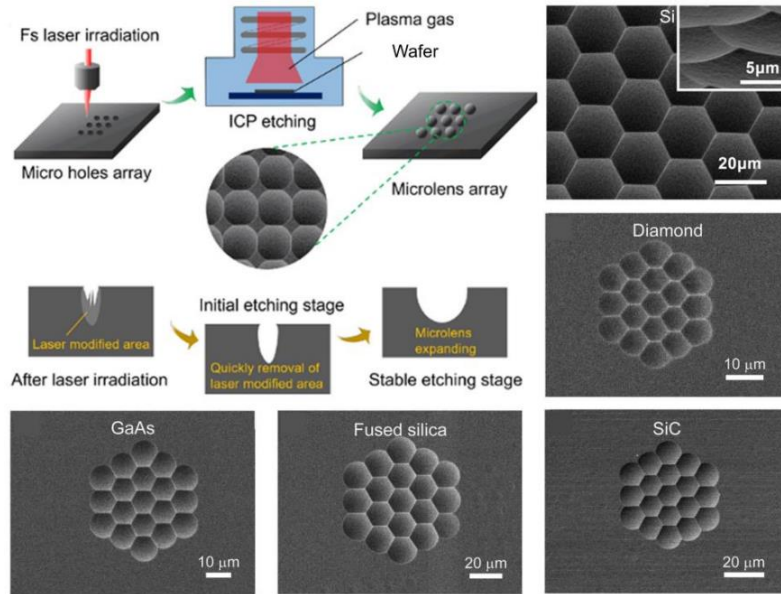 Fs laser irradiation
Micro holes array
Plasma gas
Wafer
ICP etching
Microlens array
Si
5μm
20μm
Diamond
10 μm
Laser modified area
After laser irradiation
Initial etching stage
Quickly removal of
laser modified area
Microlens
expanding
Stable etching stage
GaAs
10 μm
Fused silica
20 μm
SiC
20 μm